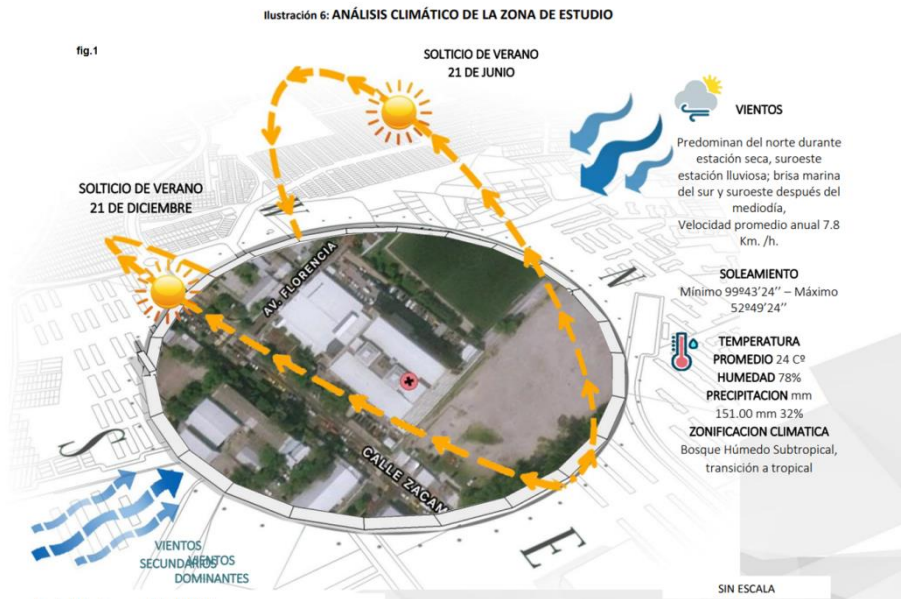 Ilustración 6: ANÁLISIS CLIMÁTICO DE LA ZONA DE ESTUDIO
fig.1
SOLTICIO DE VERANO
21 DE JUNIO
VIENTOS
Predominan del norte durante
estación seca, suroeste
estación lluviosa; brisa marina
del sur y suroeste después del
mediodía,
Velocidad promedio anual 7.8
Km. /h.
SOLTICIO DE VERANO
21 DE DICIEMBRE
W
N
AV. FLORENCIA
SOLEAMIENTO
Mínimo 99º43’24’’ – Máximo
52º49’24’’
TEMPERATURA
PROMEDIO 24 Cº
HUMEDAD 78%
PRECIPITACION mm
151.00 mm 32%
ZONIFICACION CLIMATICA
Bosque Húmedo Subtropical,
transición a tropical
S
CALLE ZACAM
E
VIENTOS
SECUNDARIOS
VIENTOS
DOMINANTES
SIN ESCALA